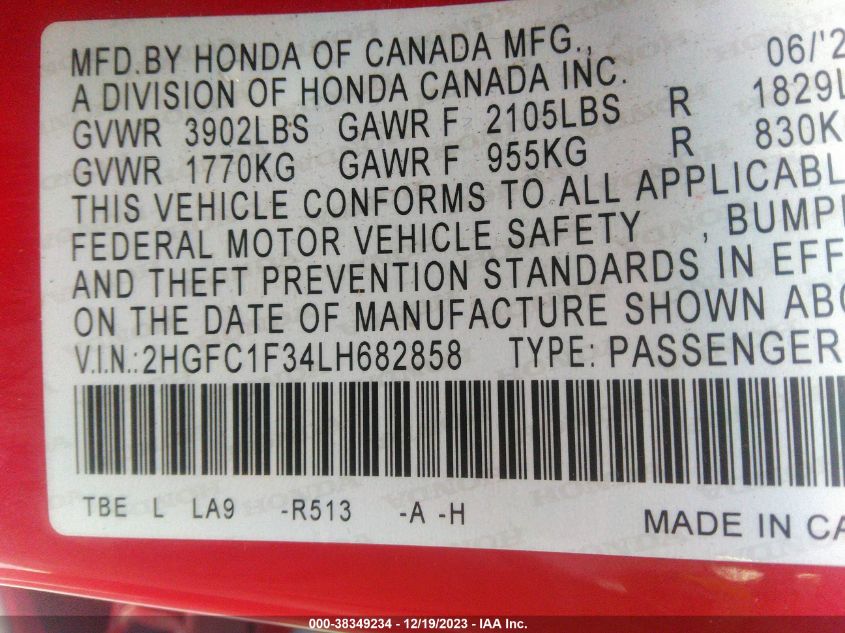 MFD.BY HONDA OF CANADA MFG., 06/'2
A DIVISION OF HONDA CANADA INC.
GVWR 3902LBS GAWR F 2105LBS R 1829L
GVWR 1770KG GAWR F 955KG R 830K
THIS VEHICLE CONFORMS TO ALL APPLICABL
FEDERAL MOTOR VEHICLE SAFETY , BUMP
AND THEFT PREVENTION STANDARDS IN EFF
ON THE DATE OF MANUFACTURE SHOWN ABO
V.I.N.:2HGFC1F34LH682858 TYPE:PASSENGER
TBE L LA9 -R513 -A -H
MADE IN CA
000-38349234 - 12/19/2023 - IAA Inc.